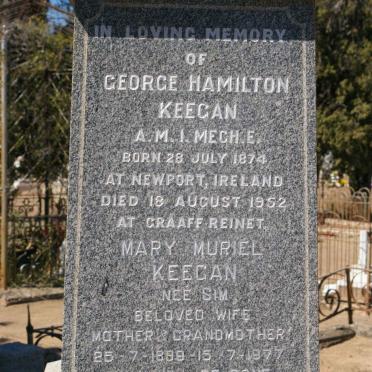 IN LOVING MEMORY
OF
GEORGE HAMILTON
KEEGAN
A.M.I.MECH.E.
BORN 28 JULY 1874
AT NEWPORT, IRELAND
DIED 18 AUGUST 1952
AT GRAAFF-REINET.
MARY MURIEL
KEEGAN
NÉE SIM
BELOVED WIFE
MOTHER & GRANDMOTHER
25-7-1889-15-7-1977